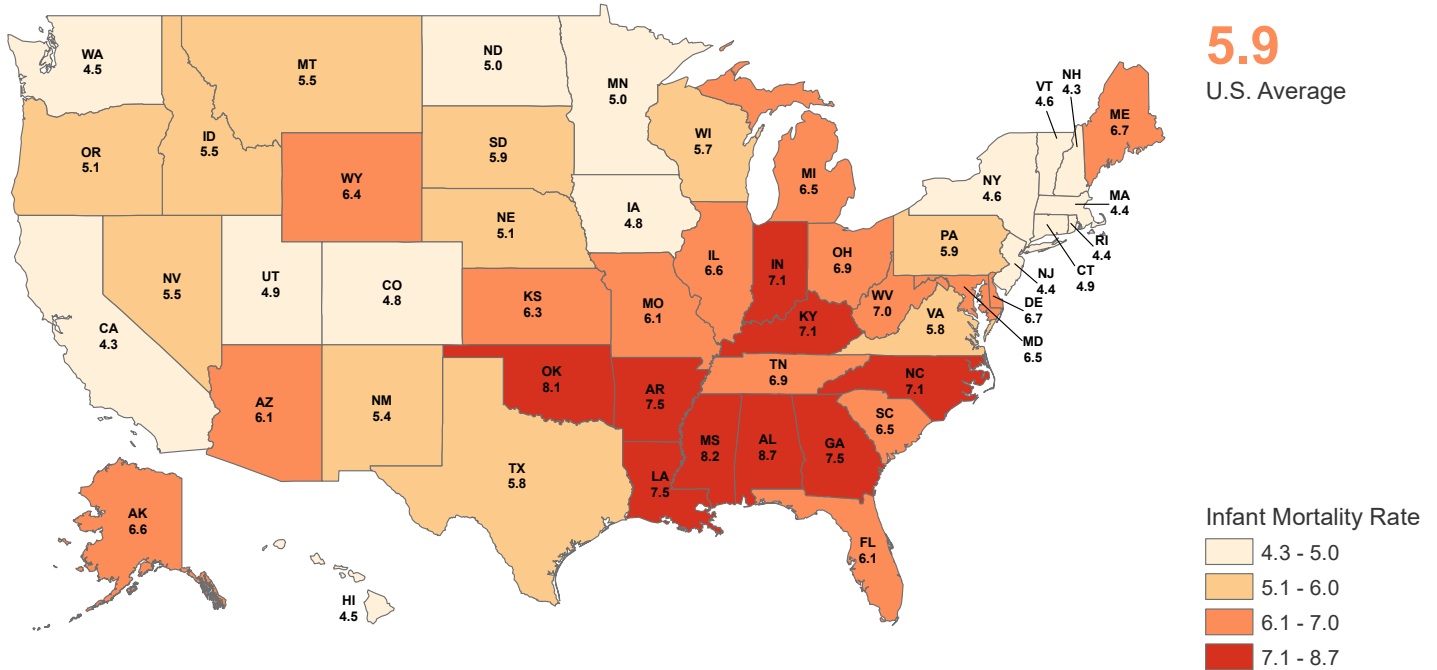 5.9
U.S. Average
WA
4.5
MT
5.5
ND
5.0
MN
5.0
VT
4.6
NH
4.3
ME
6.7
OR
5.1
ID
5.5
SD
5.9
WI
5.7
WY
6.4
MI
6.5
NY
4.6
MA
4.4
RI
4.4
CT
4.9
NJ
4.4
DE
6.7
MD
6.5
NE
5.1
IA
4.8
IL
6.6
IN
7.1
OH
6.9
PA
5.9
NV
5.5
UT
4.9
CO
4.8
KS
6.3
MO
6.1
KY
7.1
WV
7.0
VA
5.8
CA
4.3
AZ
6.1
NM
5.4
OK
8.1
AR
7.5
TN
6.9
NC
7.1
SC
6.5
MS
8.2
AL
8.7
GA
7.5
TX
5.8
LA
7.5
AK
6.6
FL
6.1
HI
4.5
Infant Mortality Rate
4.3 - 5.0
5.1 - 6.0
6.1 - 7.0
7.1 - 8.7